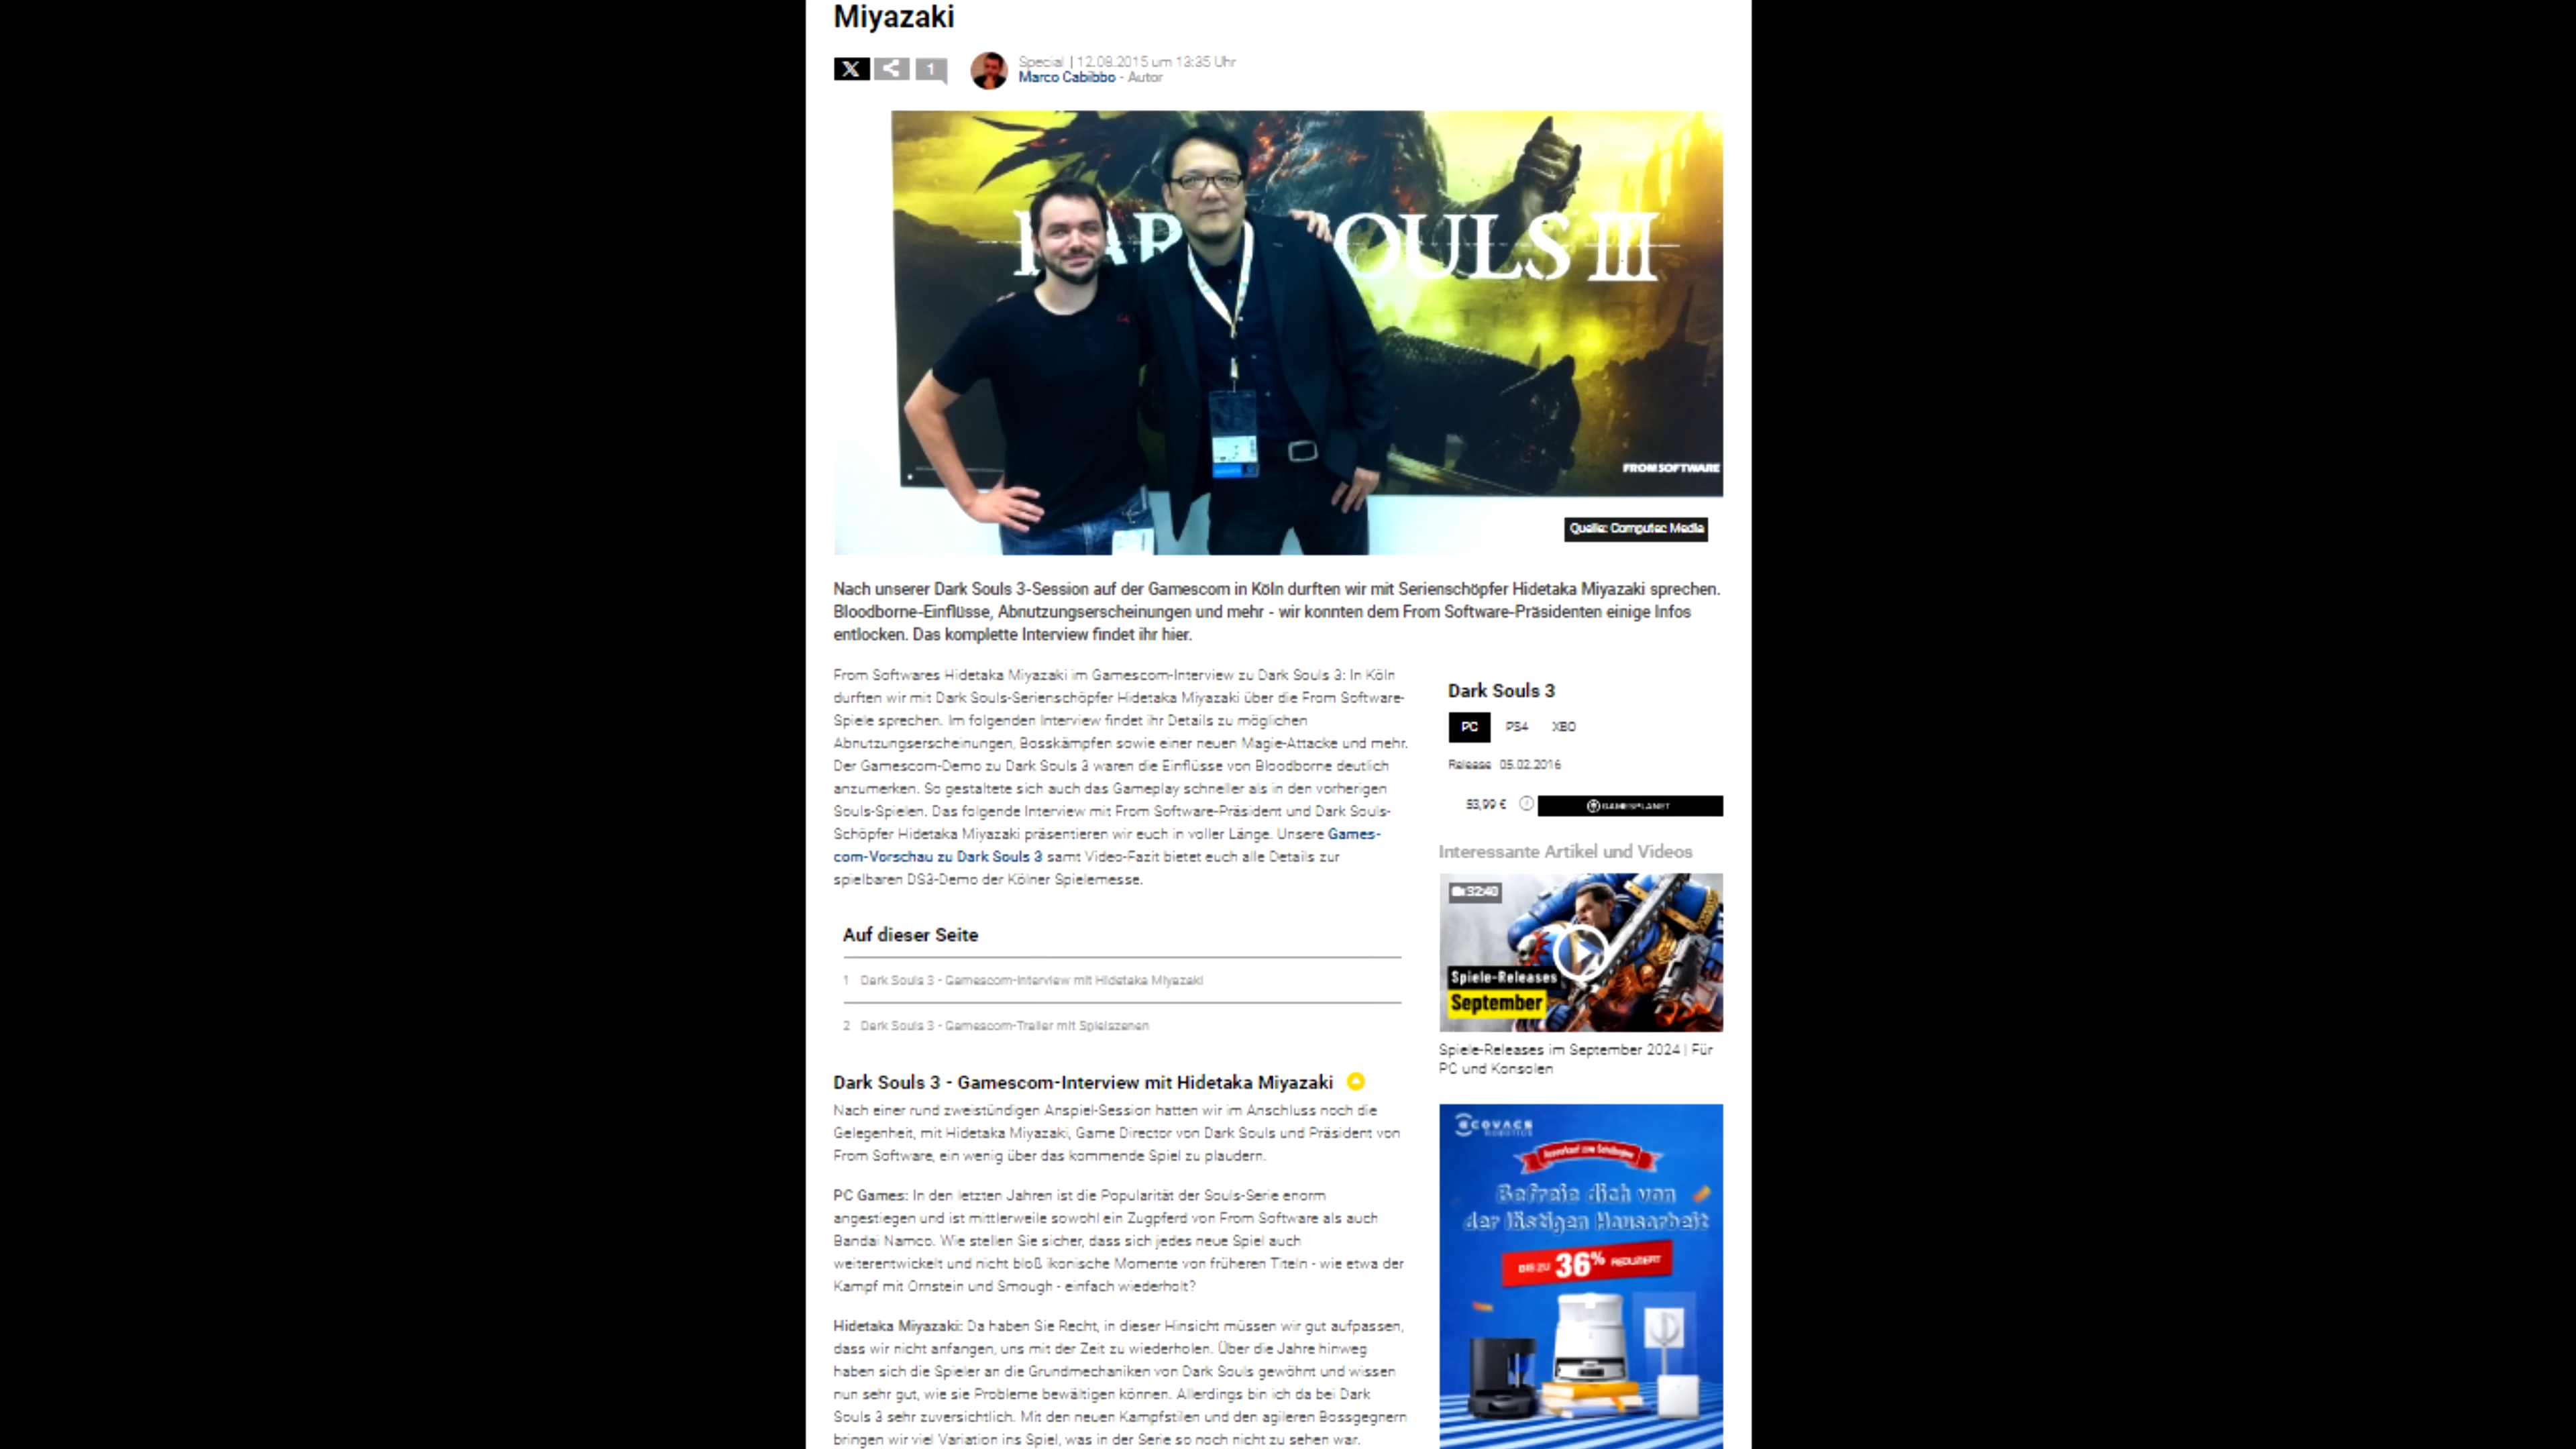 Miyazaki
X
1
Special | 12.08.2015 um 13:35 Uhr
Marco Cabibbo - Autor
DARK SOULS III
FROMSOFTWARE
Quelle: Computec Media
Nach unserer Dark Souls 3-Session auf der Gamescom in Köln durften wir mit Serienschöpfer Hidetaka Miyazaki sprechen.
Bloodborne-Einflüsse, Abnutzungserscheinungen und mehr - wir konnten dem From Software-Präsidenten einige Infos
entlocken. Das komplette Interview findet ihr hier.
From Softwares Hidetaka Miyazaki im Gamescom-Interview zu Dark Souls 3: In Köln
durften wir mit Dark Souls-Serienschöpfer Hidetaka Miyazaki über die From Software-
Spiele sprechen. Im folgenden Interview findet ihr Details zu möglichen
Abnutzungserscheinungen, Bosskämpfen sowie einer neuen Magie-Attacke und mehr.
Der Gamescom-Demo zu Dark Souls 3 waren die Einflüsse von Bloodborne deutlich
anzumerken. So gestaltete sich auch das Gameplay schneller als in den vorherigen
Souls-Spielen. Das folgende Interview mit From Software-Präsident und Dark Souls-
Schöpfer Hidetaka Miyazaki präsentieren wir euch in voller Länge. Unsere Games-
com-Vorschau zu Dark Souls 3 samt Video-Fazit bietet euch alle Details zur
spielbaren DS3-Demo der Kölner Spielemesse.
Auf dieser Seite
1 Dark Souls 3 - Gamescom-Interview mit Hidetaka Miyazaki
2 Dark Souls 3 - Gamescom-Trailer mit Spielszenen
Dark Souls 3 - Gamescom-Interview mit Hidetaka Miyazaki
Nach einer rund zweistündigen Anspiel-Session hatten wir im Anschluss noch die
Gelegenheit, mit Hidetaka Miyazaki, Game Director von Dark Souls und Präsident von
From Software, ein wenig über das kommende Spiel zu plaudern.
PC Games: In den letzten Jahren ist die Popularität der Souls-Serie enorm
angestiegen und ist mittlerweile sowohl ein Zugpferd von From Software als auch
Bandai Namco. Wie stellen Sie sicher, dass sich jedes neue Spiel auch
weiterentwickelt und nicht bloß ikonische Momente von früheren Titeln - wie etwa der
Kampf mit Ornstein und Smough - einfach wiederholt?
Hidetaka Miyazaki: Da haben Sie Recht, in dieser Hinsicht müssen wir gut aufpassen,
dass wir nicht anfangen, uns mit der Zeit zu wiederholen. Über die Jahre hinweg
haben sich die Spieler an die Grundmechaniken von Dark Souls gewöhnt und wissen
nun sehr gut, wie sie Probleme bewältigen können. Allerdings bin ich da bei Dark
Souls 3 sehr zuversichtlich. Mit den neuen Kampfstilen und den agileren Bossgegnern
bringen wir viel Variation ins Spiel, was in der Serie so noch nicht zu sehen war.
Dark Souls 3
PC PS4 XBO
Release 05.02.2016
53,99 € i GAMESPLANET
Interessante Artikel und Videos
32:40
Spiele-Releases
September
Spiele-Releases im September 2024 | Für
PC und Konsolen
ECOVACS
ROBOTICS
Befreie dich von
der lästigen Hausarbeit
BIS ZU 36% REDUZIERT